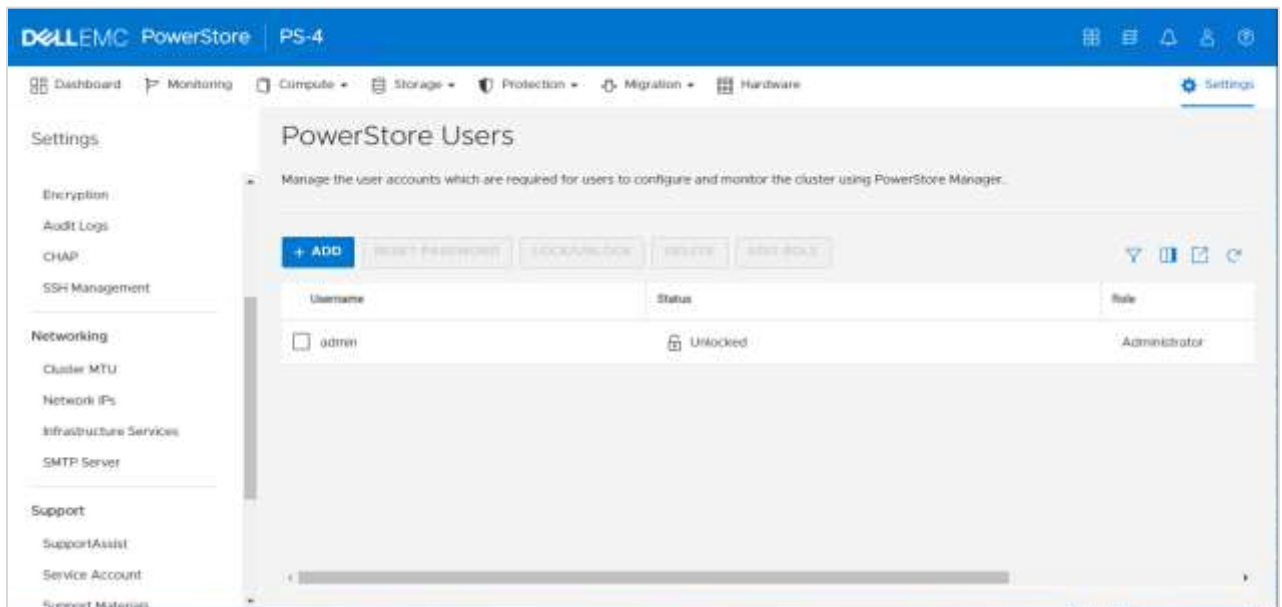 DELLEMC PowerStore PS-4
Dashboard Monitoring Compute Storage Protection Migration Hardware Settings
Settings
PowerStore Users
Manage the user accounts which are required for users to configure and monitor the cluster using PowerStore Manager.
Encryption
Audit Logs
CHAP
SSH Management
+ ADD RESET PASSWORD LOCK/UNLOCK DELETE EDIT ROLE
Username Status Role
admin Unlocked Administrator
Networking
Cluster MTU
Network IPs
Infrastructure Services
SMTP Server
Support
SupportAssist
Service Account
Support Materials